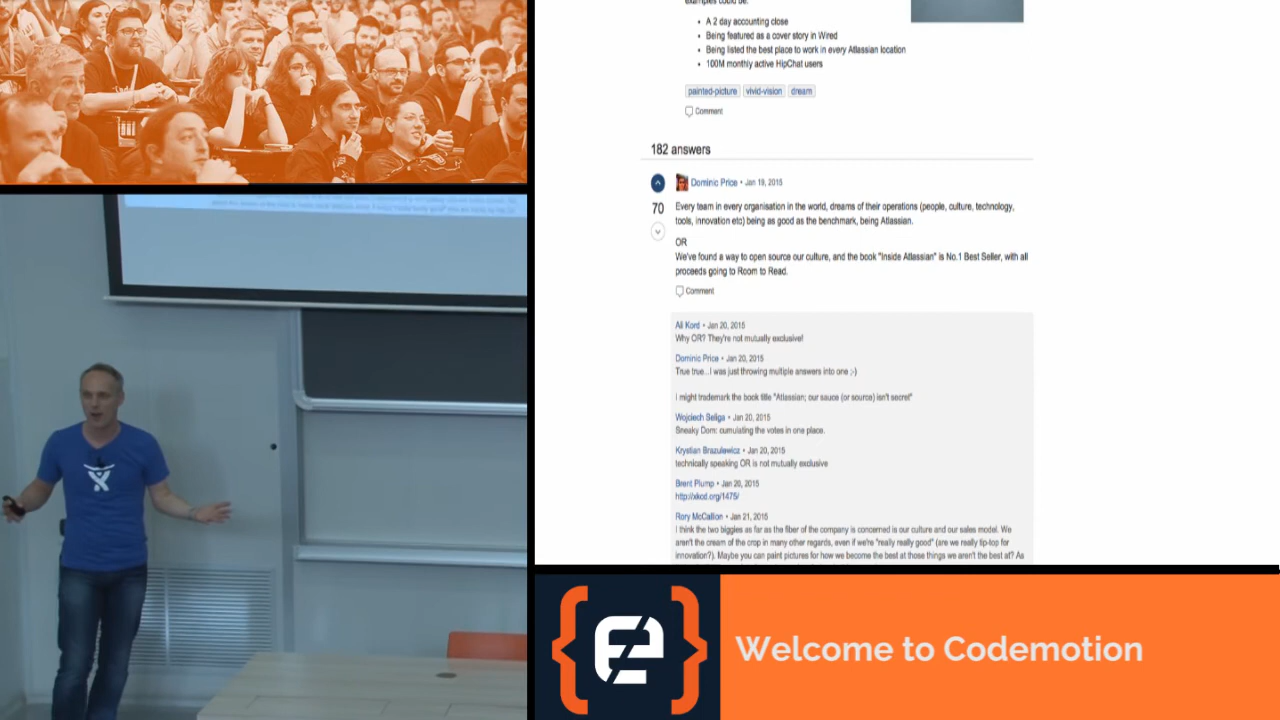 • A 2 day accounting close
• Being featured as a cover story in Wired
• Being listed the best place to work in every Atlassian location
• 100M monthly active HipChat users
painted-picture vivid-vision dream
Comment
182 answers
Dominic Price • Jan 19, 2015
70
Every team in every organisation in the world, dreams of their operations (people, culture, technology,
tools, innovation etc) being as good as the benchmark, being Atlassian.
OR
We've found a way to open source our culture, and the book "Inside Atlassian" is No.1 Best Seller, with all
proceeds going to Room to Read.
Comment
Ali Kord • Jan 20, 2015
Why OR? They're not mutually exclusive!
Dominic Price • Jan 20, 2015
True true...I was just throwing multiple answers into one ;-)
I might trademark the book title "Atlassian; our sauce (or source) isn't secret"
Wojciech Seliga • Jan 20, 2015
Sneaky Dom: cumulating the votes in one place.
Krystian Brazulewicz • Jan 20, 2015
technically speaking OR is not mutually exclusive
Brent Plump • Jan 20, 2015
http://xkcd.org/1475/
Rory McCallion • Jan 21, 2015
I think the two biggies as far as the fiber of the company is concerned is our culture and our sales model. We
aren't the cream of the crop in many other regards, even if we're "really really good" (are we really tip-top for
innovation?). Maybe you can paint pictures for how we become the best at those things we aren't the best at? As
Welcome to Codemotion